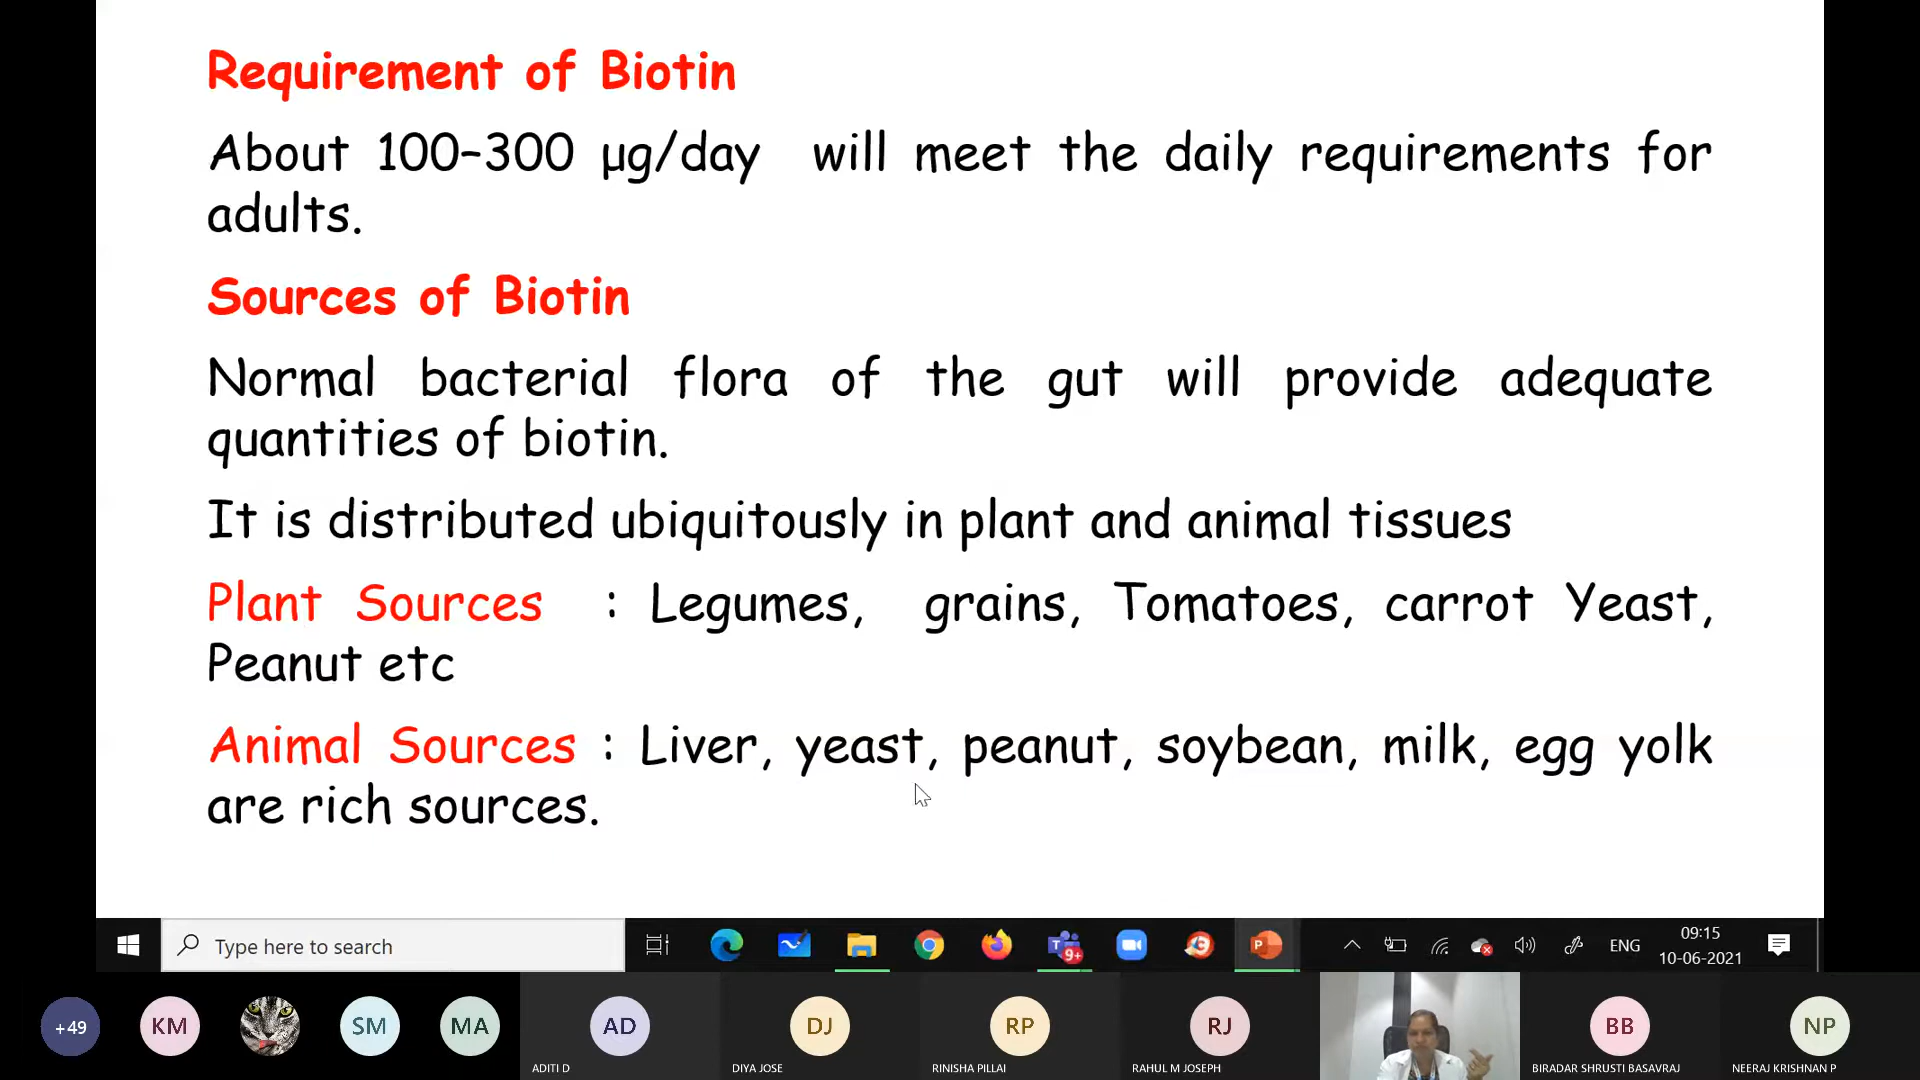 Requirement of Biotin
About 100–300 µg/day will meet the daily requirements for
adults.
Sources of Biotin
Normal bacterial flora of the gut will provide adequate
quantities of biotin.
It is distributed ubiquitously in plant and animal tissues
Plant Sources : Legumes, grains, Tomatoes, carrot Yeast,
Peanut etc
Animal Sources : Liver, yeast, peanut, soybean, milk, egg yolk
are rich sources.
Type here to search
T
9+
P
ENG
09:15
10-06-2021
+49
KM
SM
MA
AD
DJ
RP
RJ
BB
NP
ADITI D
DIYA JOSE
RINISHA PILLAI
RAHUL M JOSEPH
BIRADAR SHRUSTI BASAVRAJ
NEERAJ KRISHNAN P